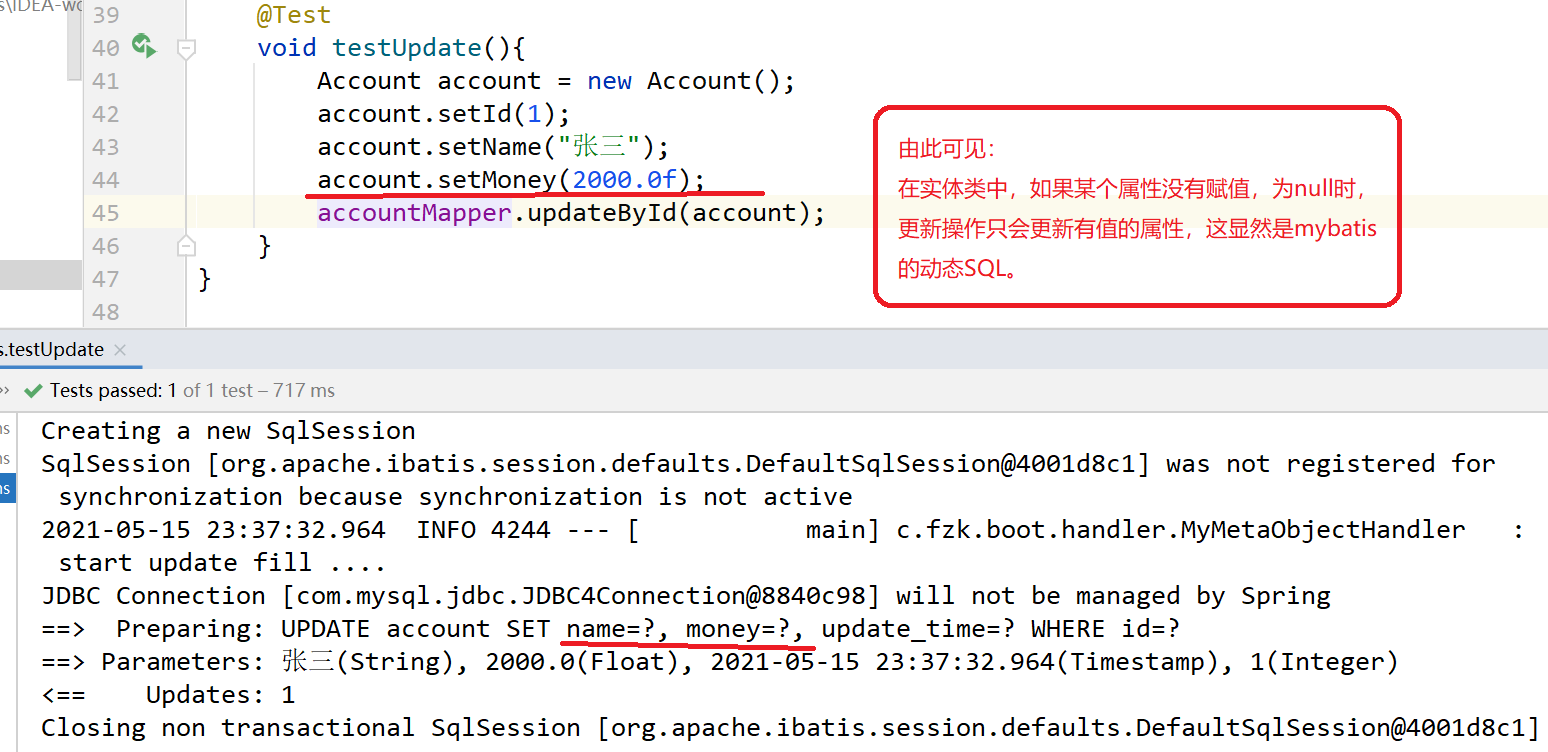 s\IDEA-wo
39 @Test
40 void testUpdate(){
41 Account account = new Account();
42 account.setId(1);
43 account.setName("张三");
44 account.setMoney(2000.0f);
45 accountMapper.updateById(account);
46 }
47 }
48
由此可见：
在实体类中，如果某个属性没有赋值，为null时，
更新操作只会更新有值的属性，这显然是mybatis
的动态SQL。
s.testUpdate ×
›› Tests passed: 1 of 1 test – 717 ms
ms
ms
ms
Creating a new SqlSession
SqlSession [org.apache.ibatis.session.defaults.DefaultSqlSession@4001d8c1] was not registered for
synchronization because synchronization is not active
2021-05-15 23:37:32.964  INFO 4244 --- [           main] c.fzk.boot.handler.MyMetaObjectHandler   :
start update fill ....
JDBC Connection [com.mysql.jdbc.JDBC4Connection@8840c98] will not be managed by Spring
==>  Preparing: UPDATE account SET name=?, money=?, update_time=? WHERE id=?
==> Parameters: 张三(String), 2000.0(Float), 2021-05-15 23:37:32.964(Timestamp), 1(Integer)
<==    Updates: 1
Closing non transactional SqlSession [org.apache.ibatis.session.defaults.DefaultSqlSession@4001d8c1]